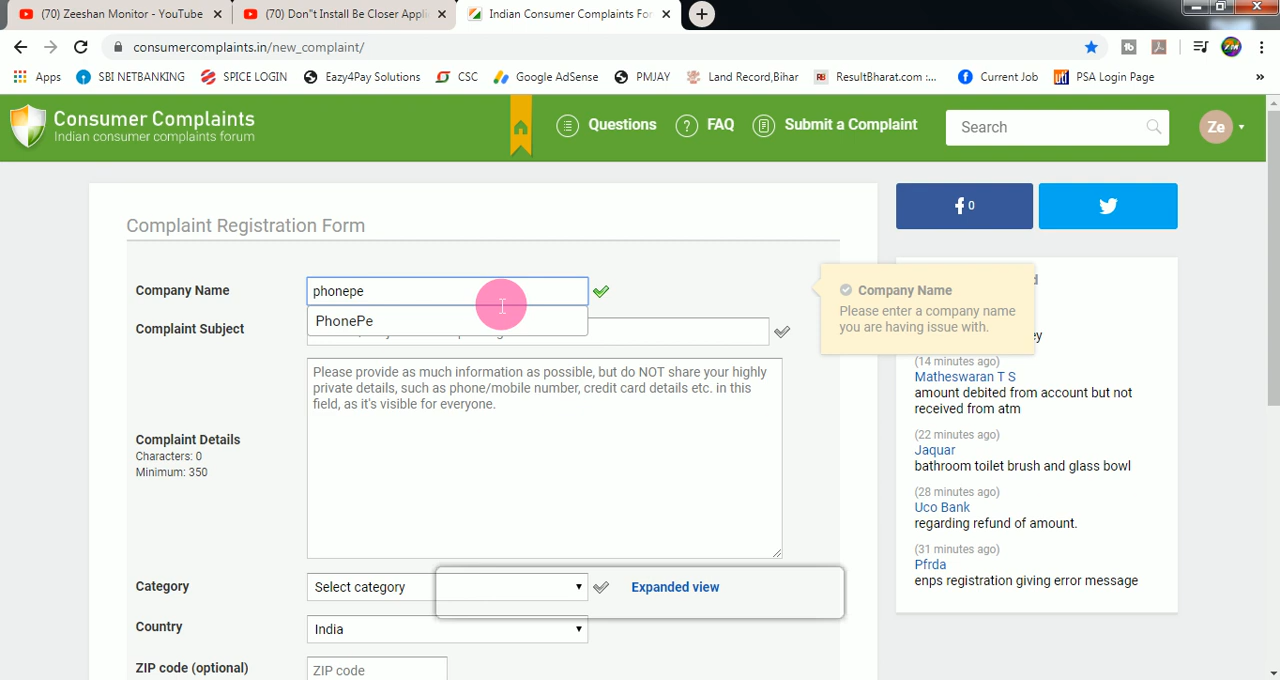 (70) Zeeshan Monitor - YouTube
(70) Don"t Install Be Closer Appli
Indian Consumer Complaints For
consumercomplaints.in/new_complaint/
Apps
SBI NETBANKING
SPICE LOGIN
Eazy4Pay Solutions
CSC
Google AdSense
PMJAY
Land Record,Bihar
ResultBharat.com :...
Current Job
PSA Login Page
»
Consumer Complaints
Indian consumer complaints forum
Questions
FAQ
Submit a Complaint
Search
Ze
Complaint Registration Form
0
Company Name
phonepe
PhonePe
Company Name
Please enter a company name
you are having issue with.
Complaint Subject
Please provide as much information as possible, but do NOT share your highly
private details, such as phone/mobile number, credit card details etc. in this
field, as it's visible for everyone.
Complaint Details
Characters: 0
Minimum: 350
(14 minutes ago)
Matheswaran T S
amount debited from account but not
received from atm
(22 minutes ago)
Jaquar
bathroom toilet brush and glass bowl
(28 minutes ago)
Uco Bank
regarding refund of amount.
(31 minutes ago)
Pfrda
enps registration giving error message
Category
Select category
Expanded view
Country
India
ZIP code (optional)
ZIP code